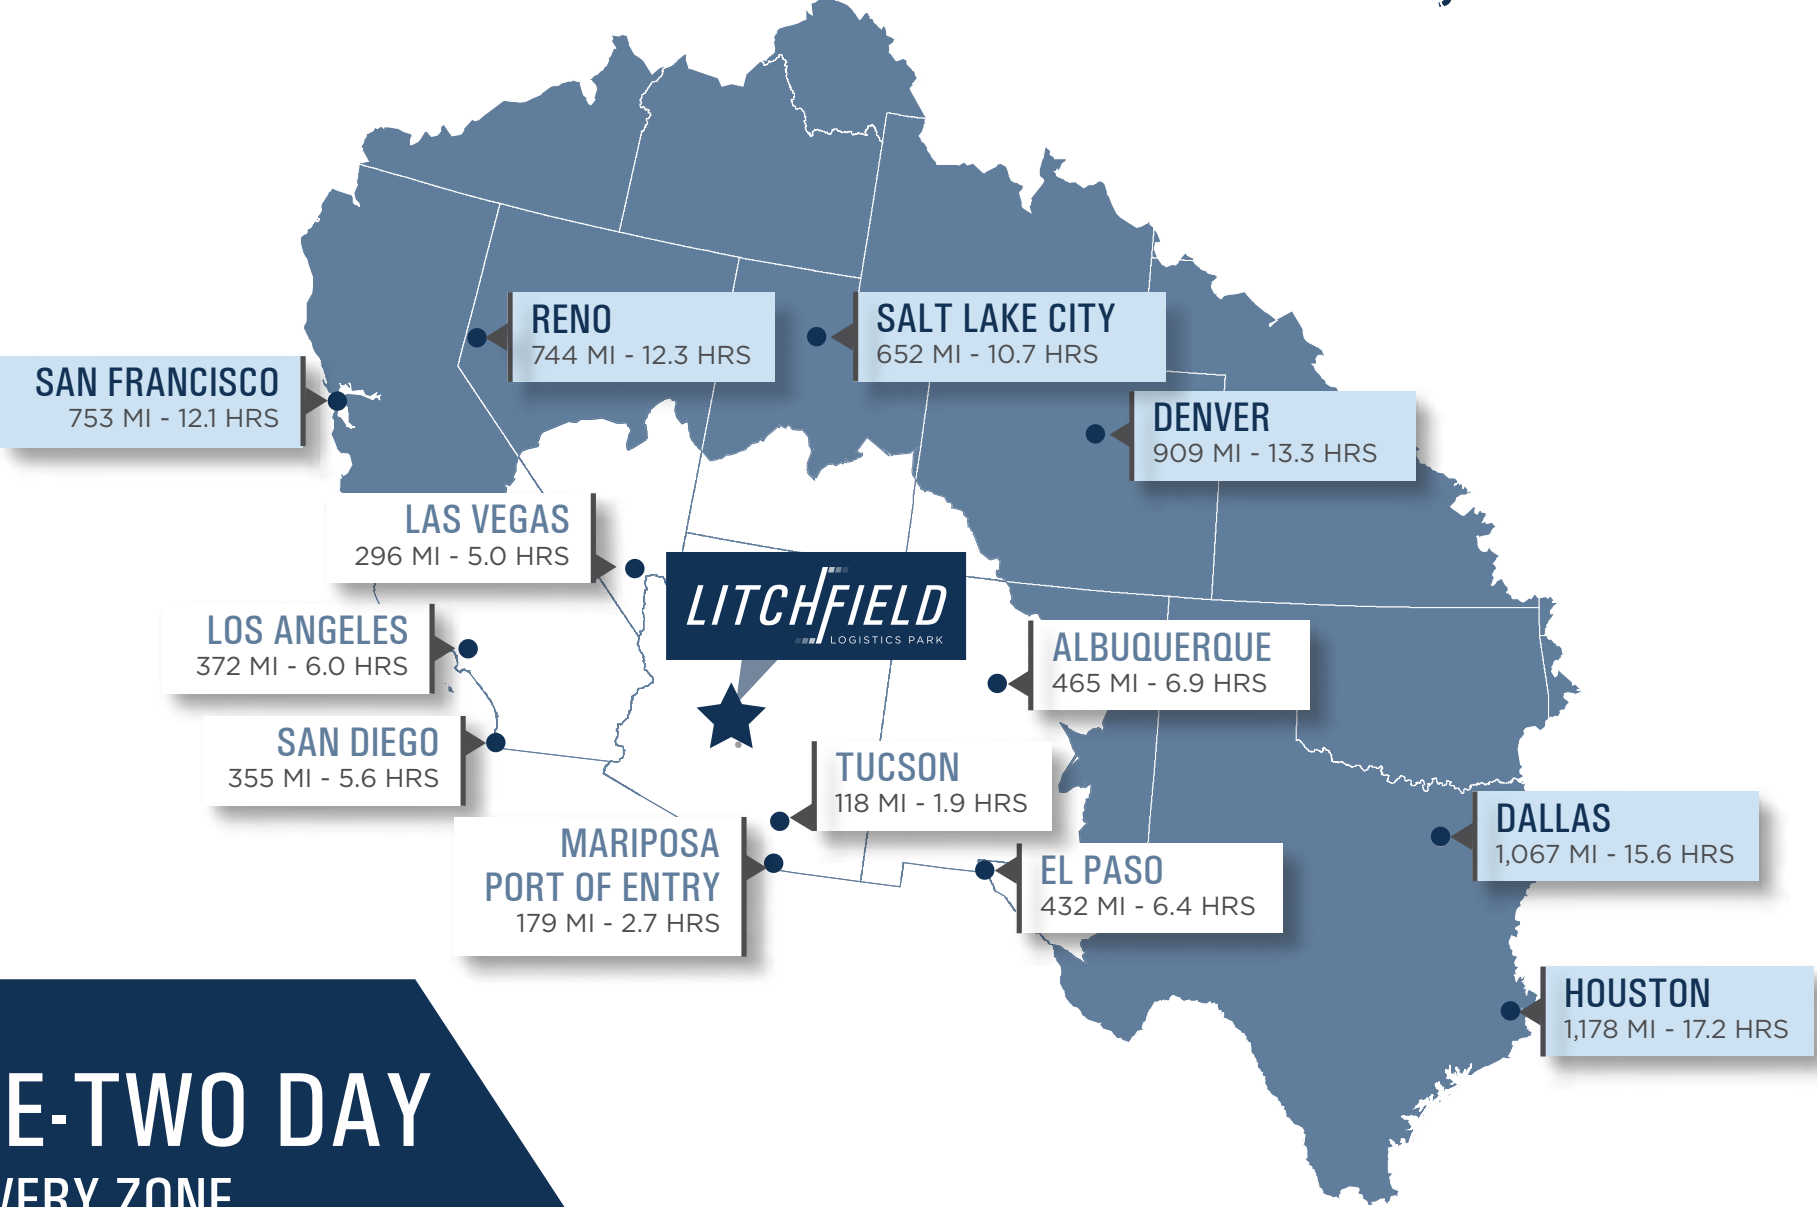 RENO
744 MI - 12.3 HRS
SALT LAKE CITY
652 MI - 10.7 HRS
SAN FRANCISCO
753 MI - 12.1 HRS
DENVER
909 MI - 13.3 HRS
LAS VEGAS
296 MI - 5.0 HRS
LITCHFIELD
LOGISTICS PARK
LOS ANGELES
372 MI - 6.0 HRS
ALBUQUERQUE
465 MI - 6.9 HRS
SAN DIEGO
355 MI - 5.6 HRS
TUCSON
118 MI - 1.9 HRS
MARIPOSA
PORT OF ENTRY
179 MI - 2.7 HRS
EL PASO
432 MI - 6.4 HRS
DALLAS
1,067 MI - 15.6 HRS
HOUSTON
1,178 MI - 17.2 HRS
E-TWO DAY
VERY ZONE